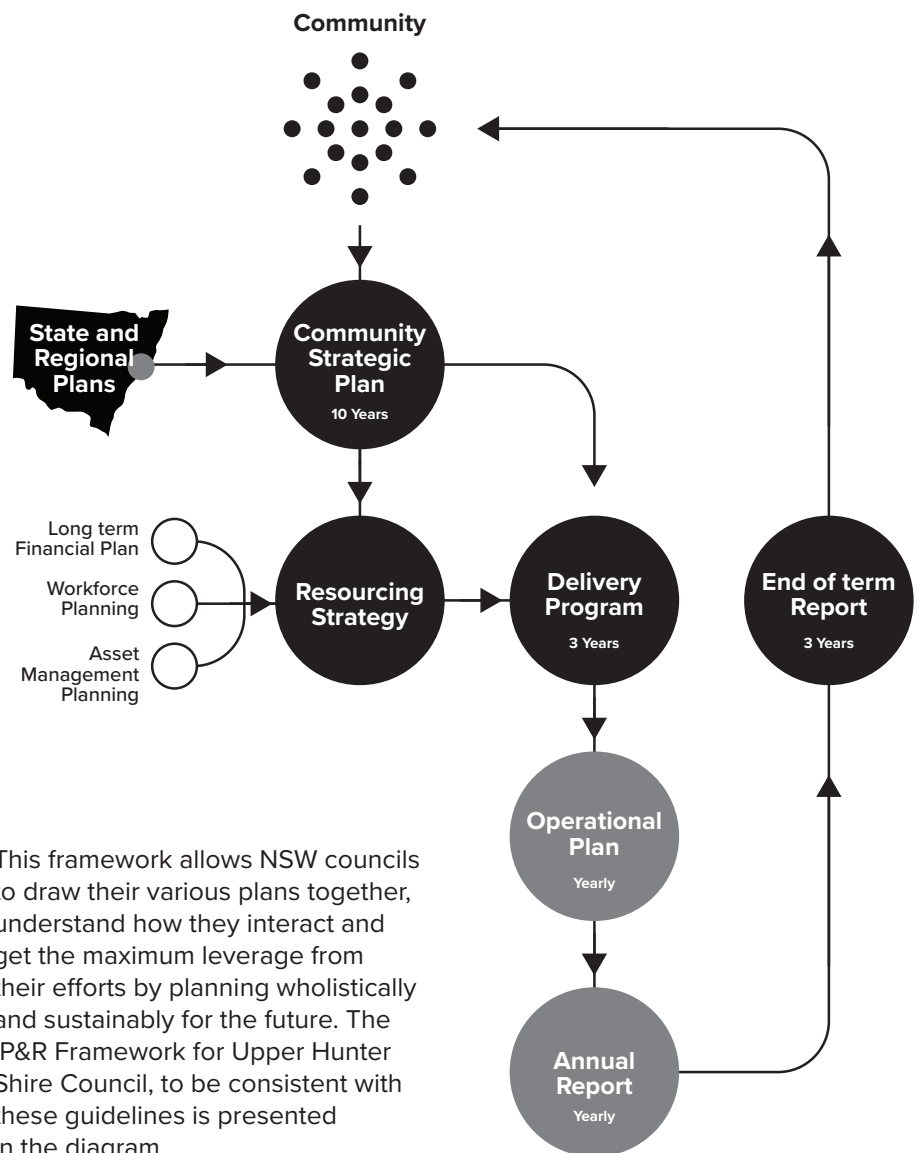 Community
State and
Regional
Plans
Community
Strategic
Plan
10 Years
Long term
Financial Plan
Workforce
Planning
Asset
Management
Planning
Resourcing
Strategy
Delivery
Program
3 Years
End of term
Report
3 Years
Operational
Plan
Yearly
Annual
Report
Yearly
This framework allows NSW councils
to draw their various plans together,
understand how they interact and
get the maximum leverage from
their efforts by planning wholistically
and sustainably for the future. The
IP&R Framework for Upper Hunter
Shire Council, to be consistent with
these guidelines is presented
in the diagram